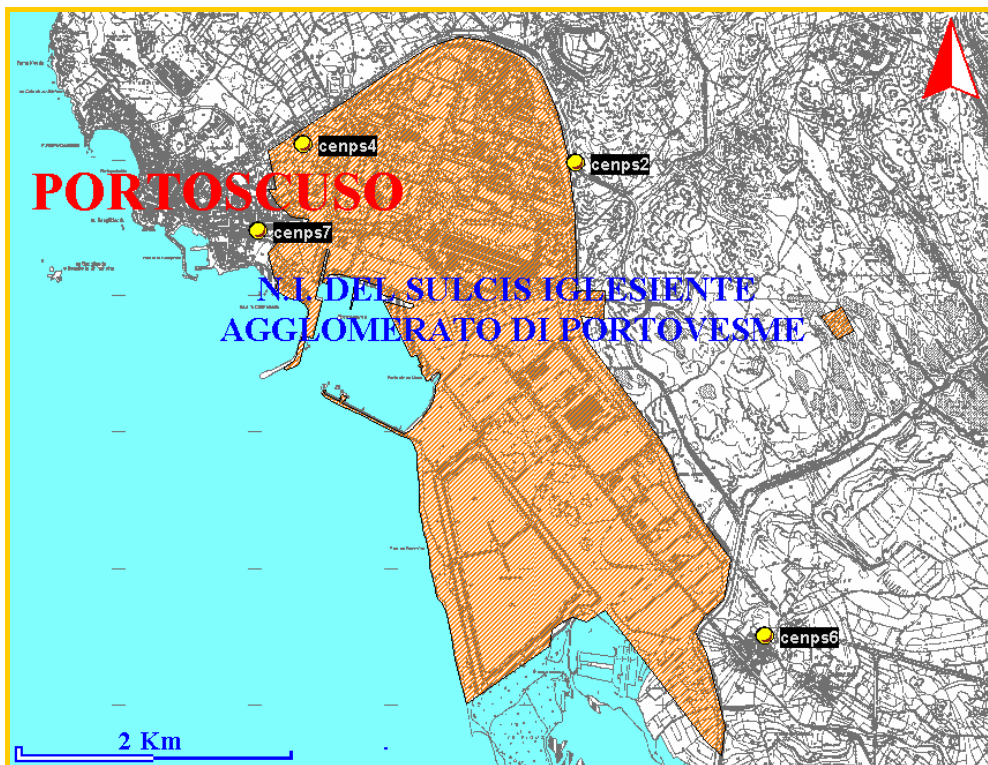 cenps4
cenps2
PORTOSCUSO
cenps7
N.I. DEL SULCIS IGLESIENTE
AGGLOMERATO DI PORTOVESME
cenps6
2 Km